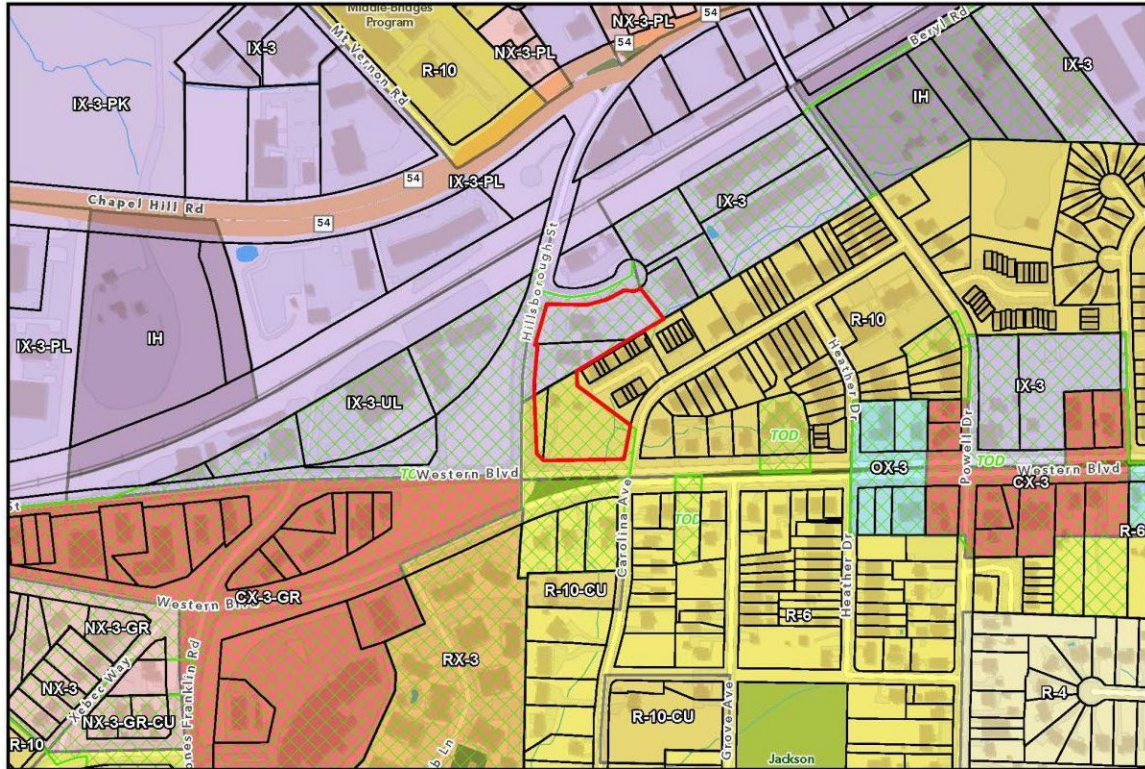 Middle-Bridges
Program
54
NX-3-PL
54
IX-3
Mt Vernon Rd
R-10
NX-3-PL
Beryl Rd
IX-3
IX-3-PK
IH
54
IX-3-PL
Chapel Hill Rd
54
IX-3
Hillsborough St
IX-3-PL
IH
R-10
Heather Dr
IX-3
IX-3-UL
TOD
Powell Dr
TOD
Western Blvd
OX-3
Western Blvd
CX-3
St
R-6
TOD
Carolina Ave
Western Blvd
CX-3-GR
R-10-CU
Heather Dr
R-6
NX-3-GR
RX-3
NX-3
Xebec Way
Jones Franklin Rd
R-4
NX-3-GR-CU
R-10-CU
Grove Ave
R-10
b Ln
Jackson